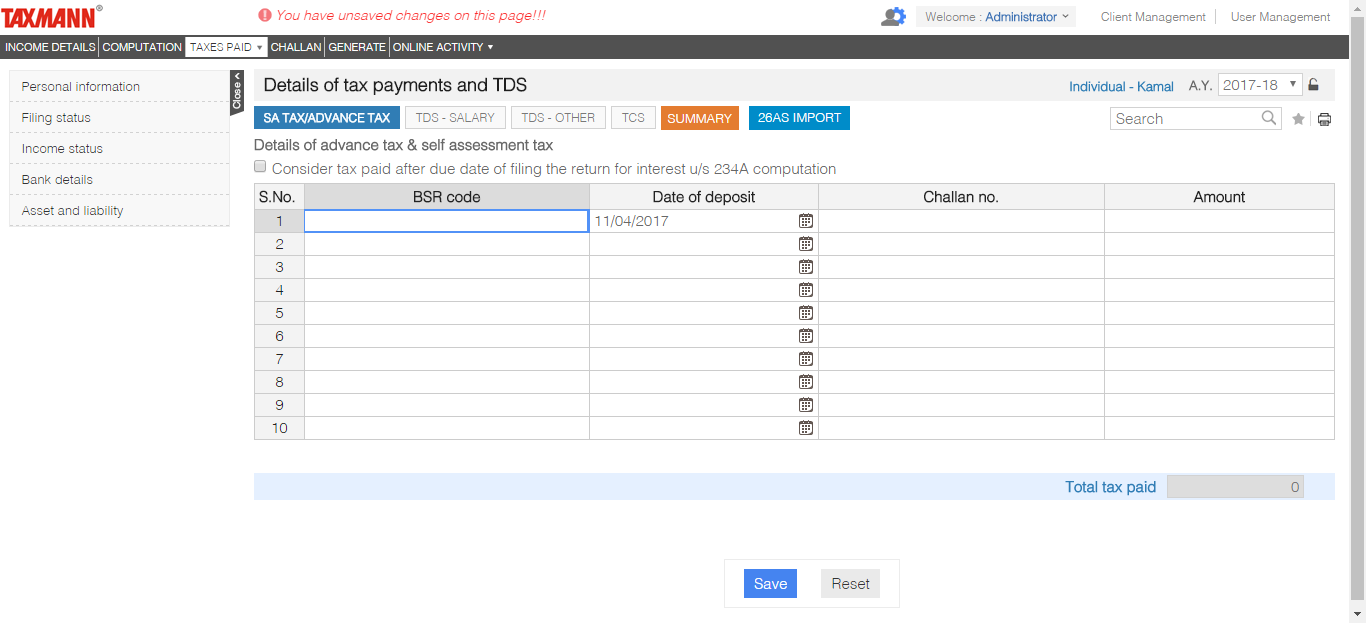 TAXMANN®
You have unsaved changes on this page!!!
Welcome : Administrator
Client Management
User Management
INCOME DETAILS COMPUTATION TAXES PAID CHALLAN GENERATE ONLINE ACTIVITY
Personal information
Filing status
Income status
Bank details
Asset and liability
Close
Details of tax payments and TDS
Individual - Kamal
A.Y. 2017-18
SA TAX/ADVANCE TAX TDS - SALARY TDS - OTHER TCS SUMMARY 26AS IMPORT
Search
Details of advance tax & self assessment tax
Consider tax paid after due date of filing the return for interest u/s 234A computation
S.No. BSR code Date of deposit Challan no. Amount
1 11/04/2017
2
3
4
5
6
7
8
9
10
Total tax paid 0
Save Reset